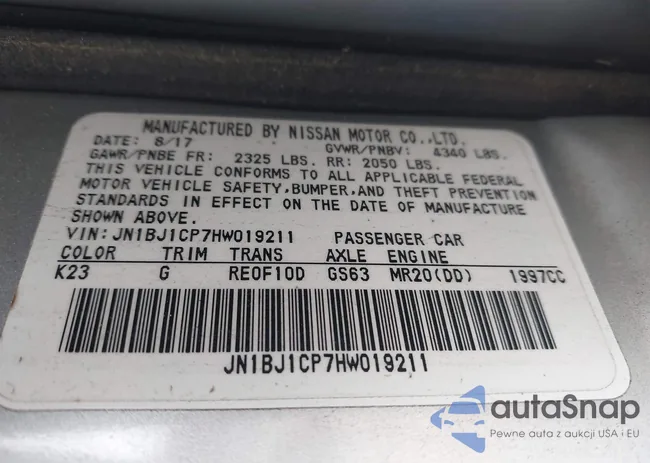 MANUFACTURED BY NISSAN MOTOR CO.,LTD.
DATE: 8/17 GVWR/PNBV: 4340 LBS.
GAWR/PNBE FR: 2325 LBS. RR: 2050 LBS.
THIS VEHICLE CONFORMS TO ALL APPLICABLE FEDERAL
MOTOR VEHICLE SAFETY,BUMPER,AND THEFT PREVENTION
STANDARDS IN EFFECT ON THE DATE OF MANUFACTURE
SHOWN ABOVE.
VIN:JN1BJ1CP7HW019211 PASSENGER CAR
COLOR TRIM TRANS AXLE ENGINE
K23 G RE0F10D GS63 MR20(DD) 1997CC
JN1BJ1CP7HW019211
autaSnap
Pewne auta z aukcji USA i EU